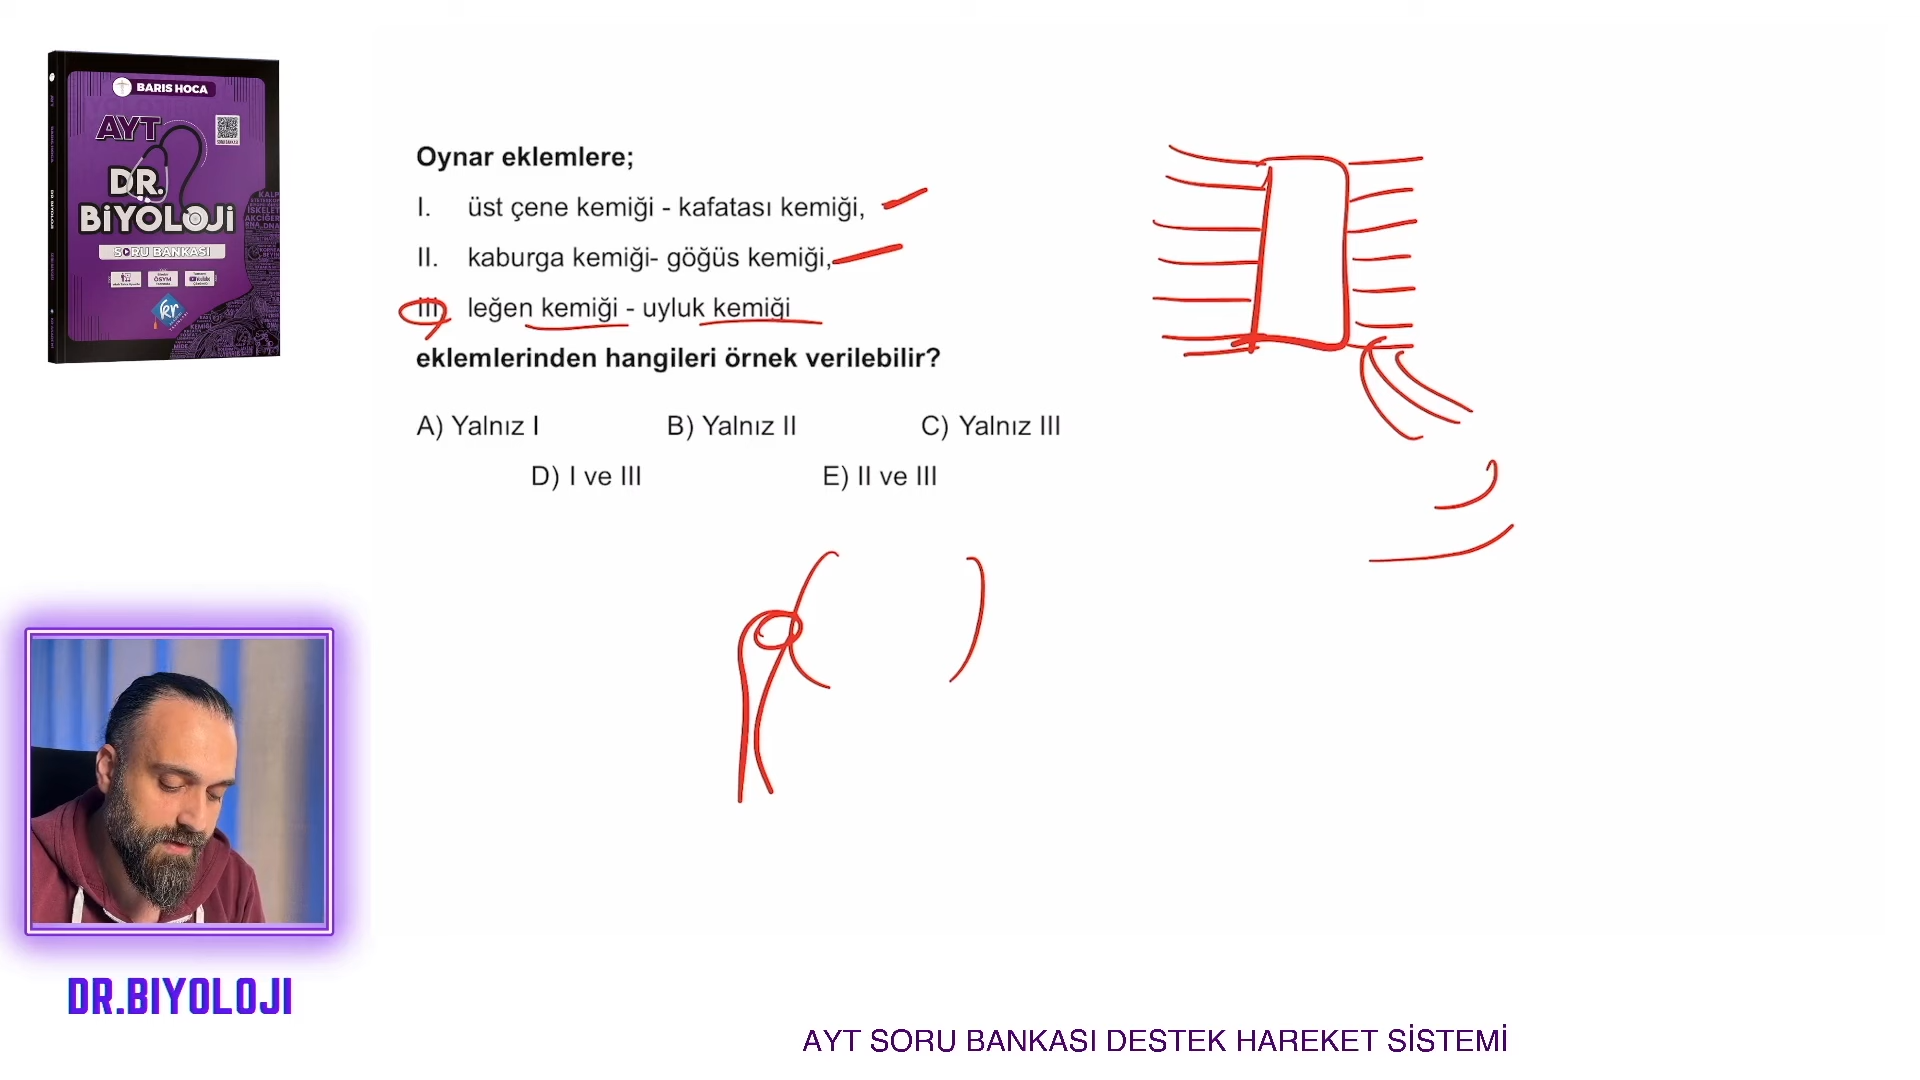 BARIS HOCA
AYT
DR.
BİYOLOJİ
SORU BANKASI
Oynar eklemlere;
I. üst çene kemiği - kafatası kemiği,
II. kaburga kemiği- göğüs kemiği,
III leğen kemiği - uyluk kemiği
eklemlerinden hangileri örnek verilebilir?
A) Yalnız I B) Yalnız II C) Yalnız III
D) I ve III E) II ve III
DR.BIYOLOJI
AYT SORU BANKASI DESTEK HAREKET SİSTEMİ